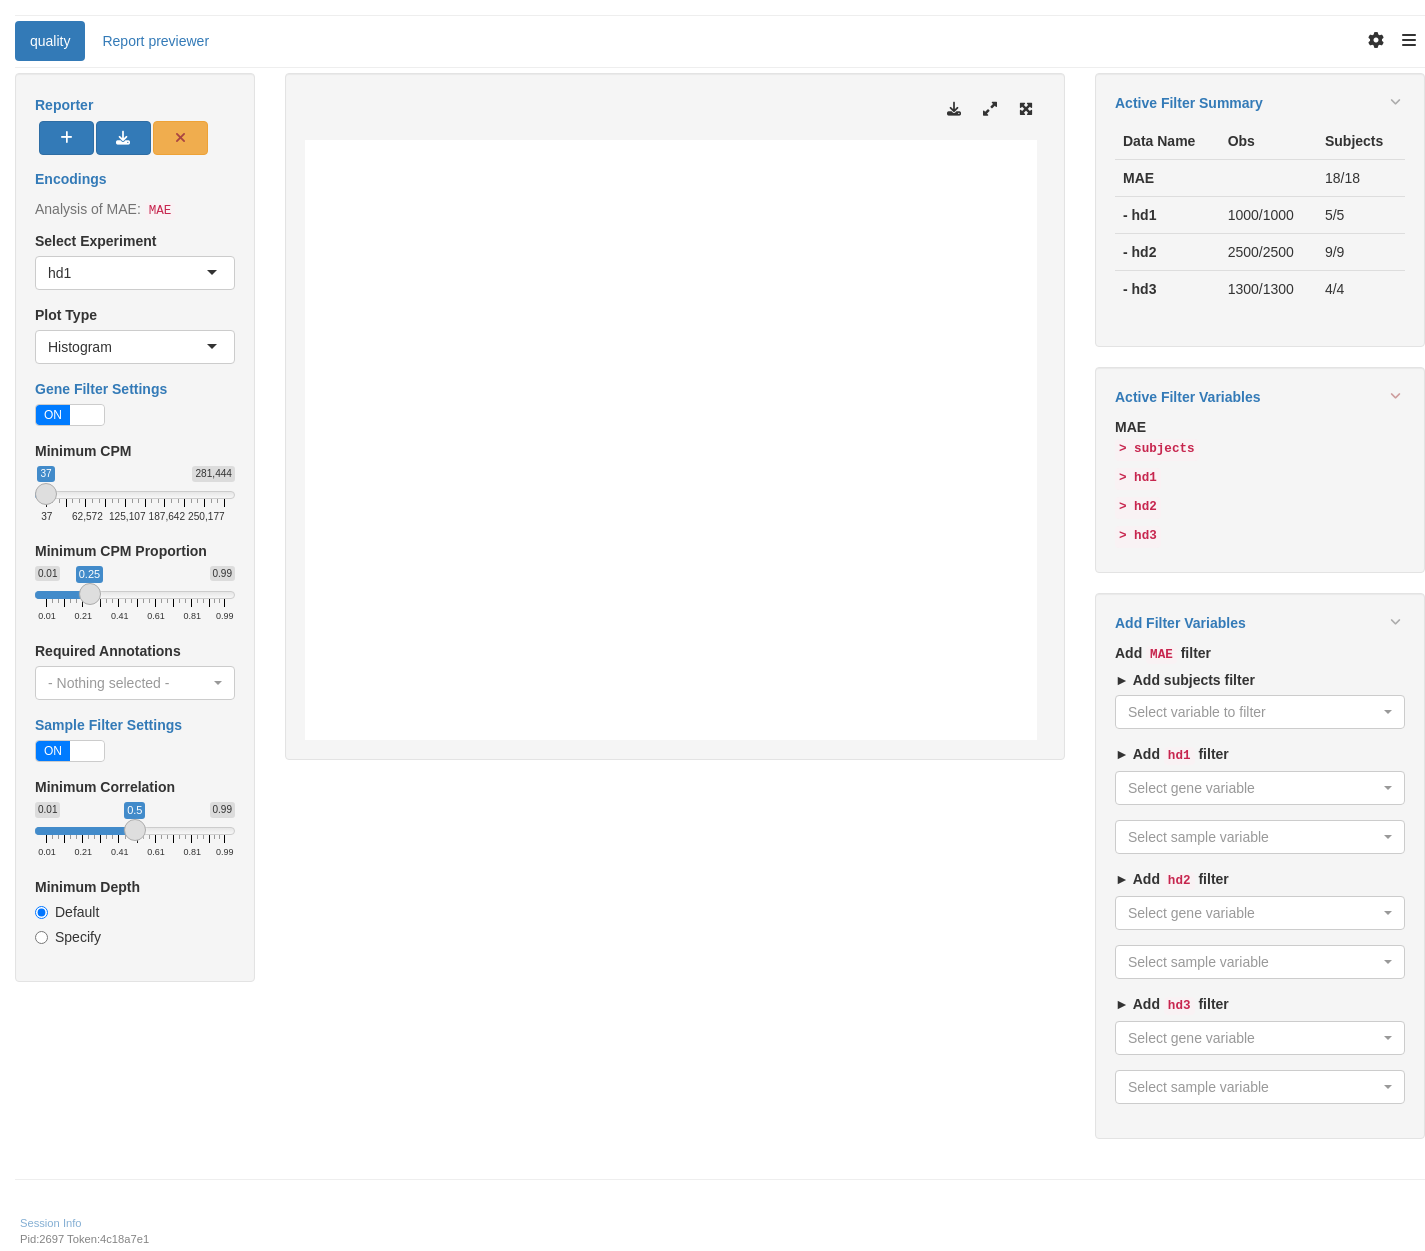 quality
Report previewer
Reporter
Encodings
Analysis of MAE: MAE
Select Experiment
hd1
Plot Type
Histogram
Gene Filter Settings
ON
Minimum CPM
37 281,444
37 62,572 125,107 187,642 250,177
Minimum CPM Proportion
0.01 0.25 0.99
0.01 0.21 0.41 0.61 0.81 0.99
Required Annotations
- Nothing selected -
Sample Filter Settings
ON
Minimum Correlation
0.01 0.5 0.99
0.01 0.21 0.41 0.61 0.81 0.99
Minimum Depth
Default
Specify
Active Filter Summary
Data Name Obs Subjects
MAE 18/18
- hd1 1000/1000 5/5
- hd2 2500/2500 9/9
- hd3 1300/1300 4/4
Active Filter Variables
MAE
> subjects
> hd1
> hd2
> hd3
Add Filter Variables
Add MAE filter
► Add subjects filter
Select variable to filter
► Add hd1 filter
Select gene variable
Select sample variable
► Add hd2 filter
Select gene variable
Select sample variable
► Add hd3 filter
Select gene variable
Select sample variable
Session Info
Pid:2697 Token:4c18a7e1